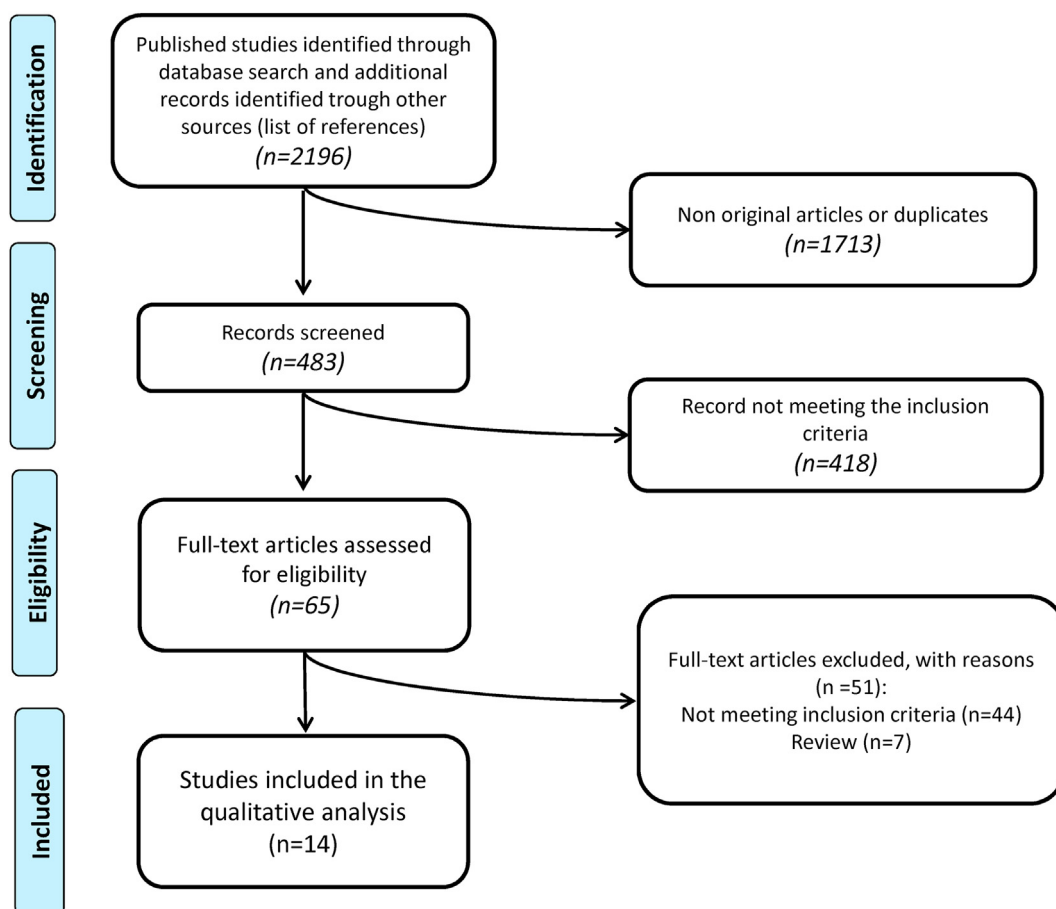 Identification
Published studies identified through
database search and additional
records identified trough other
sources (list of references)
(n=2196)
Non original articles or duplicates
(n=1713)
Screening
Records screened
(n=483)
Record not meeting the inclusion
criteria
(n=418)
Eligibility
Full-text articles assessed
for eligibility
(n=65)
Full-text articles excluded, with reasons
(n =51):
Not meeting inclusion criteria (n=44)
Review (n=7)
Included
Studies included in the
qualitative analysis
(n=14)